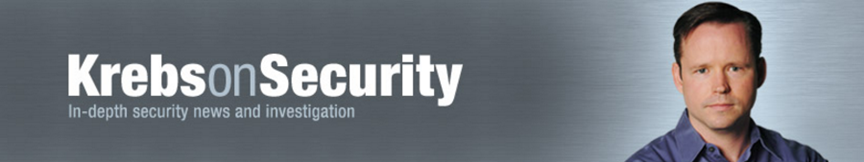 KrebsonSecurity
In-depth security news and investigation